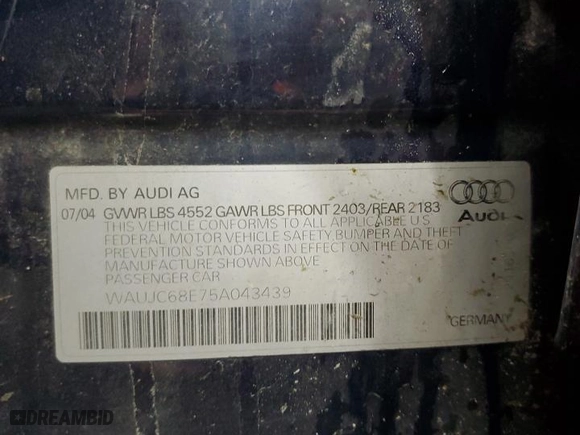 MFD. BY AUDI AG
07/04 GVWR LBS 4552 GAWR LBS FRONT 2403/REAR 2183
THIS VEHICLE CONFORMS TO ALL APPLICABLE U.S.
FEDERAL MOTOR VEHICLE SAFETY BUMPER AND THEFT
PREVENTION STANDARDS IN EFFECT ON THE DATE OF
MANUFACTURE SHOWN ABOVE
PASSENGER CAR
WAUJC68E75A043439
Audi
GERMANY
DREAMBID